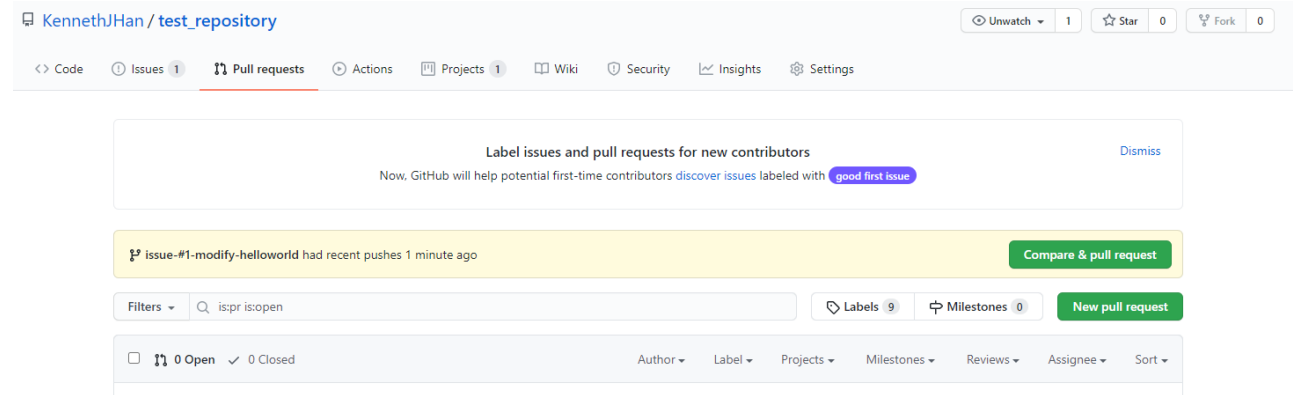 KennethJHan / test_repository
Unwatch 1 Star 0 Fork 0
<> Code Issues 1 Pull requests Actions Projects 1 Wiki Security Insights Settings
Label issues and pull requests for new contributors
Dismiss
Now, GitHub will help potential first-time contributors discover issues labeled with good first issue
issue-#1-modify-helloworld had recent pushes 1 minute ago
Compare & pull request
Filters is:pr is:open Labels 9 Milestones 0 New pull request
0 Open 0 Closed Author Label Projects Milestones Reviews Assignee Sort